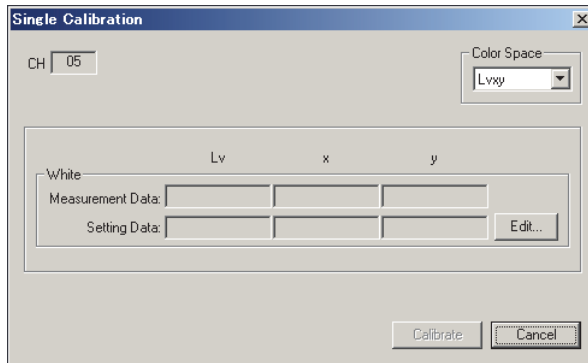 Single Calibration
CH 05
Color Space
Lvxy
Lv x y
White
Measurement Data:
Setting Data: Edit...
Calibrate Cancel